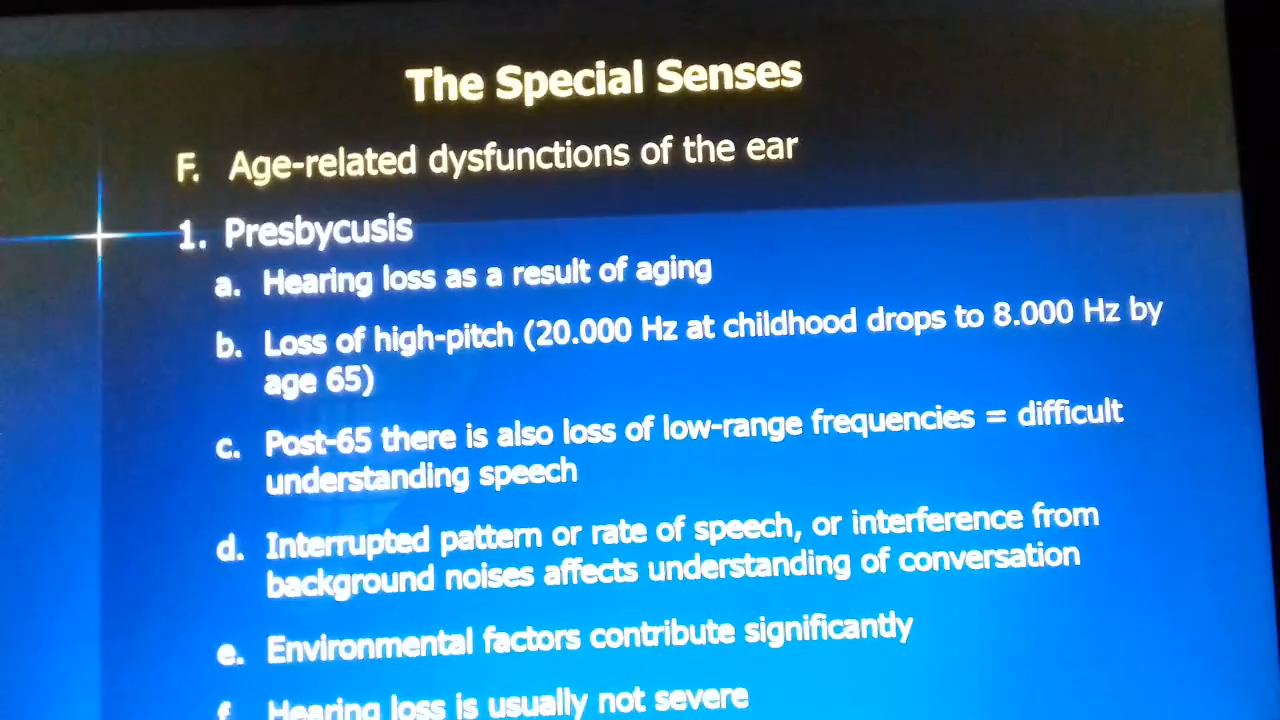 The Special Senses
F. Age-related dysfunctions of the ear
1. Presbycusis
a. Hearing loss as a result of aging
b. Loss of high-pitch (20.000 Hz at childhood drops to 8.000 Hz by
age 65)
c. Post-65 there is also loss of low-range frequencies = difficult
understanding speech
d. Interrupted pattern or rate of speech, or interference from
background noises affects understanding of conversation
e. Environmental factors contribute significantly
f. Hearing loss is usually not severe